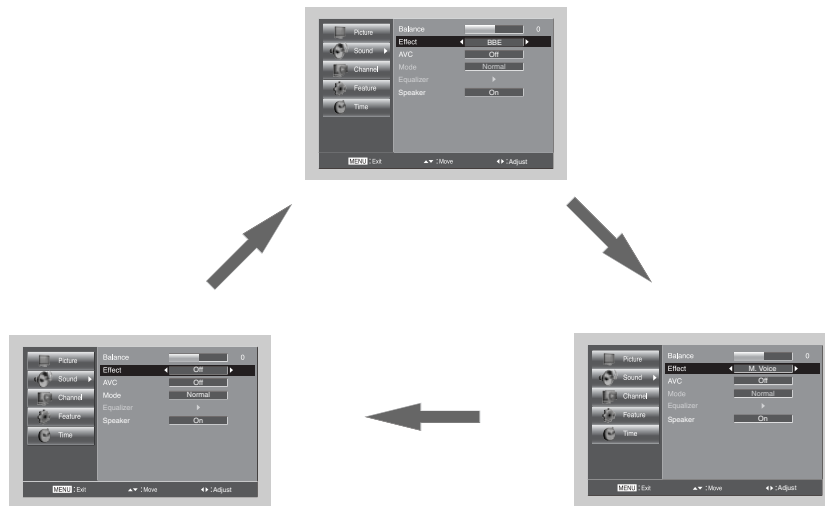 Picture
Sound
Channel
Feature
Time
Balance 0
Effect BBE
AVC Off
Mode Normal
Equalizer
Speaker On
MENU : Exit : Move : Adjust
Picture
Sound
Channel
Feature
Time
Balance 0
Effect Off
AVC Off
Mode Normal
Equalizer
Speaker On
MENU : Exit : Move : Adjust
Picture
Sound
Channel
Feature
Time
Balance 0
Effect M. Voice
AVC Off
Mode Normal
Equalizer
Speaker On
MENU : Exit : Move : Adjust